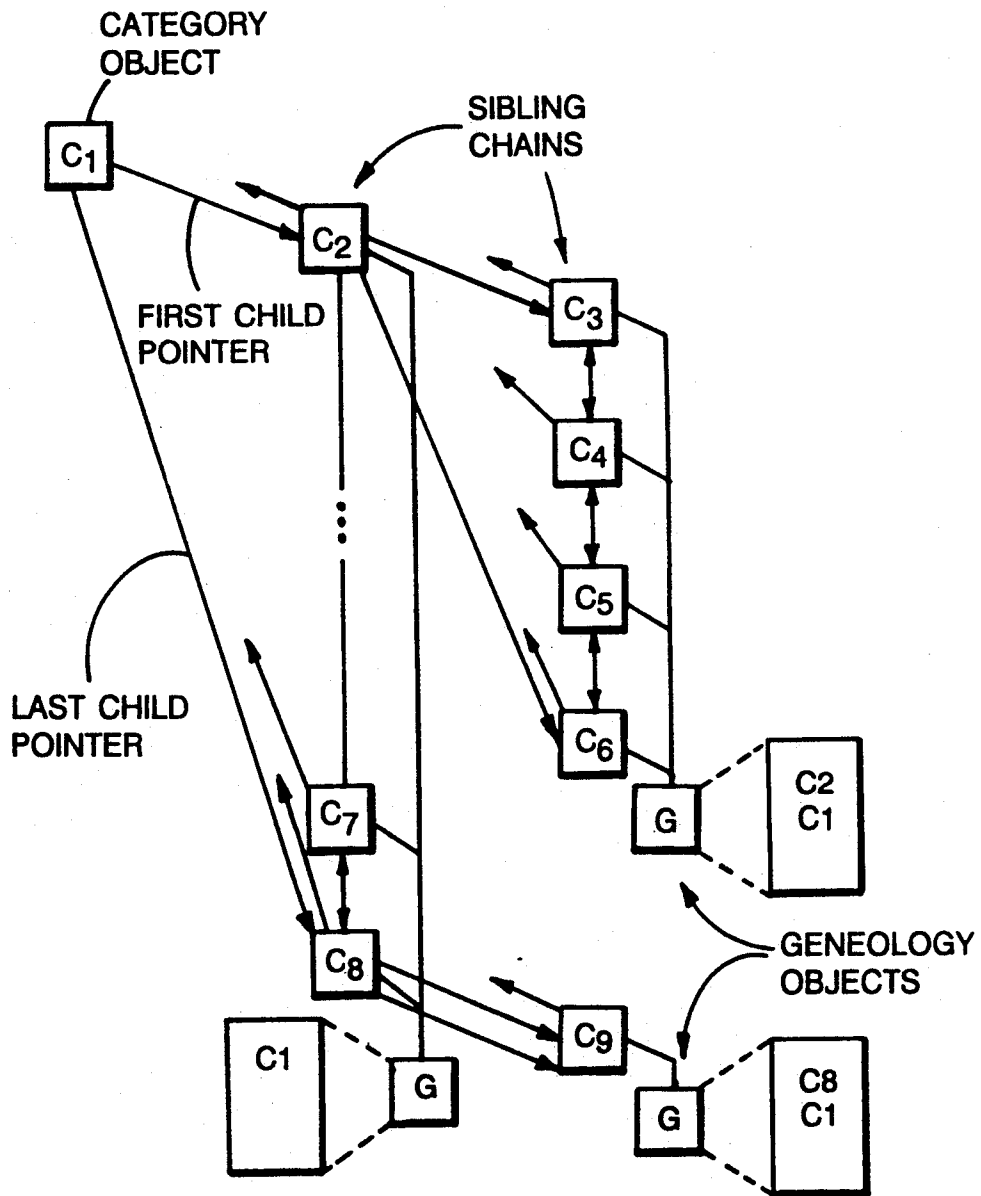 CATEGORY
OBJECT
C1
SIBLING
CHAINS
C2
C3
FIRST CHILD
POINTER
C4
C5
LAST CHILD
POINTER
C6
C7
G
C2
C1
C8
GENEOLOGY
OBJECTS
C9
C1
G
G
C8
C1